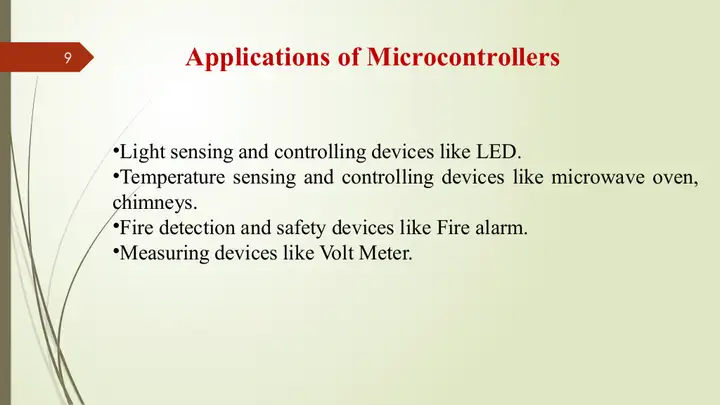 9
Applications of Microcontrollers
•Light sensing and controlling devices like LED.
•Temperature sensing and controlling devices like microwave oven,
chimneys.
•Fire detection and safety devices like Fire alarm.
•Measuring devices like Volt Meter.